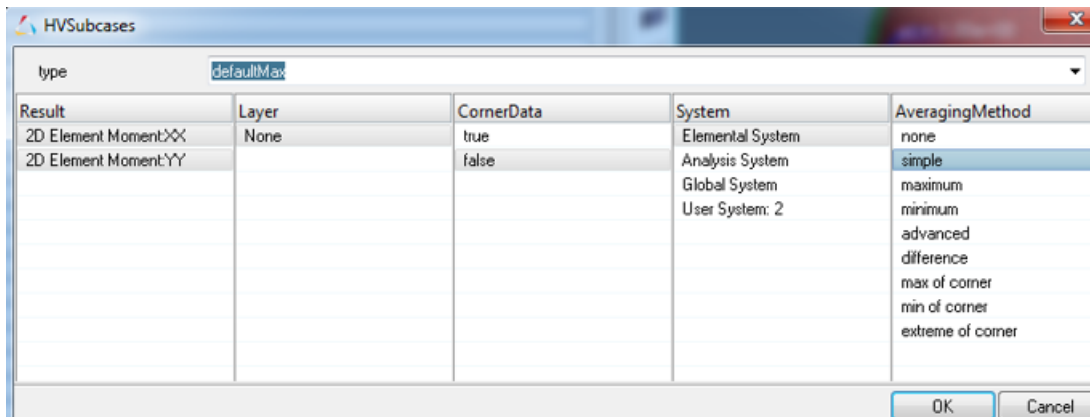 HVSubcases
type defaultMax
Result Layer CornerData System AveragingMethod
2D Element Moment:XX None true Elemental System none
2D Element Moment:YY false Analysis System simple
Global System maximum
User System: 2 minimum
advanced
difference
max of corner
min of corner
extreme of corner
OK Cancel